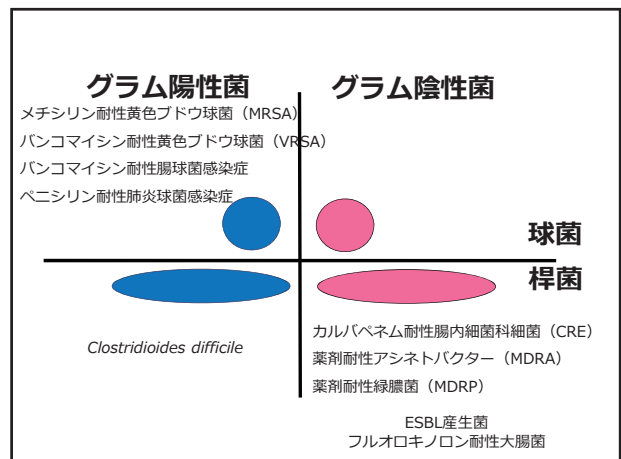 グラム陽性菌
グラム陰性菌
メチシリン耐性黄色ブドウ球菌（MRSA）
バンコマイシン耐性黄色ブドウ球菌（VRSA）
バンコマイシン耐性腸球菌感染症
ペニシリン耐性肺炎球菌感染症
球菌
桿菌
Clostridioides difficile
カルバペネム耐性腸内細菌科細菌（CRE）
薬剤耐性アシネトバクター（MDRA）
薬剤耐性緑膿菌（MDRP）
ESBL産生菌
フルオロキノロン耐性大腸菌